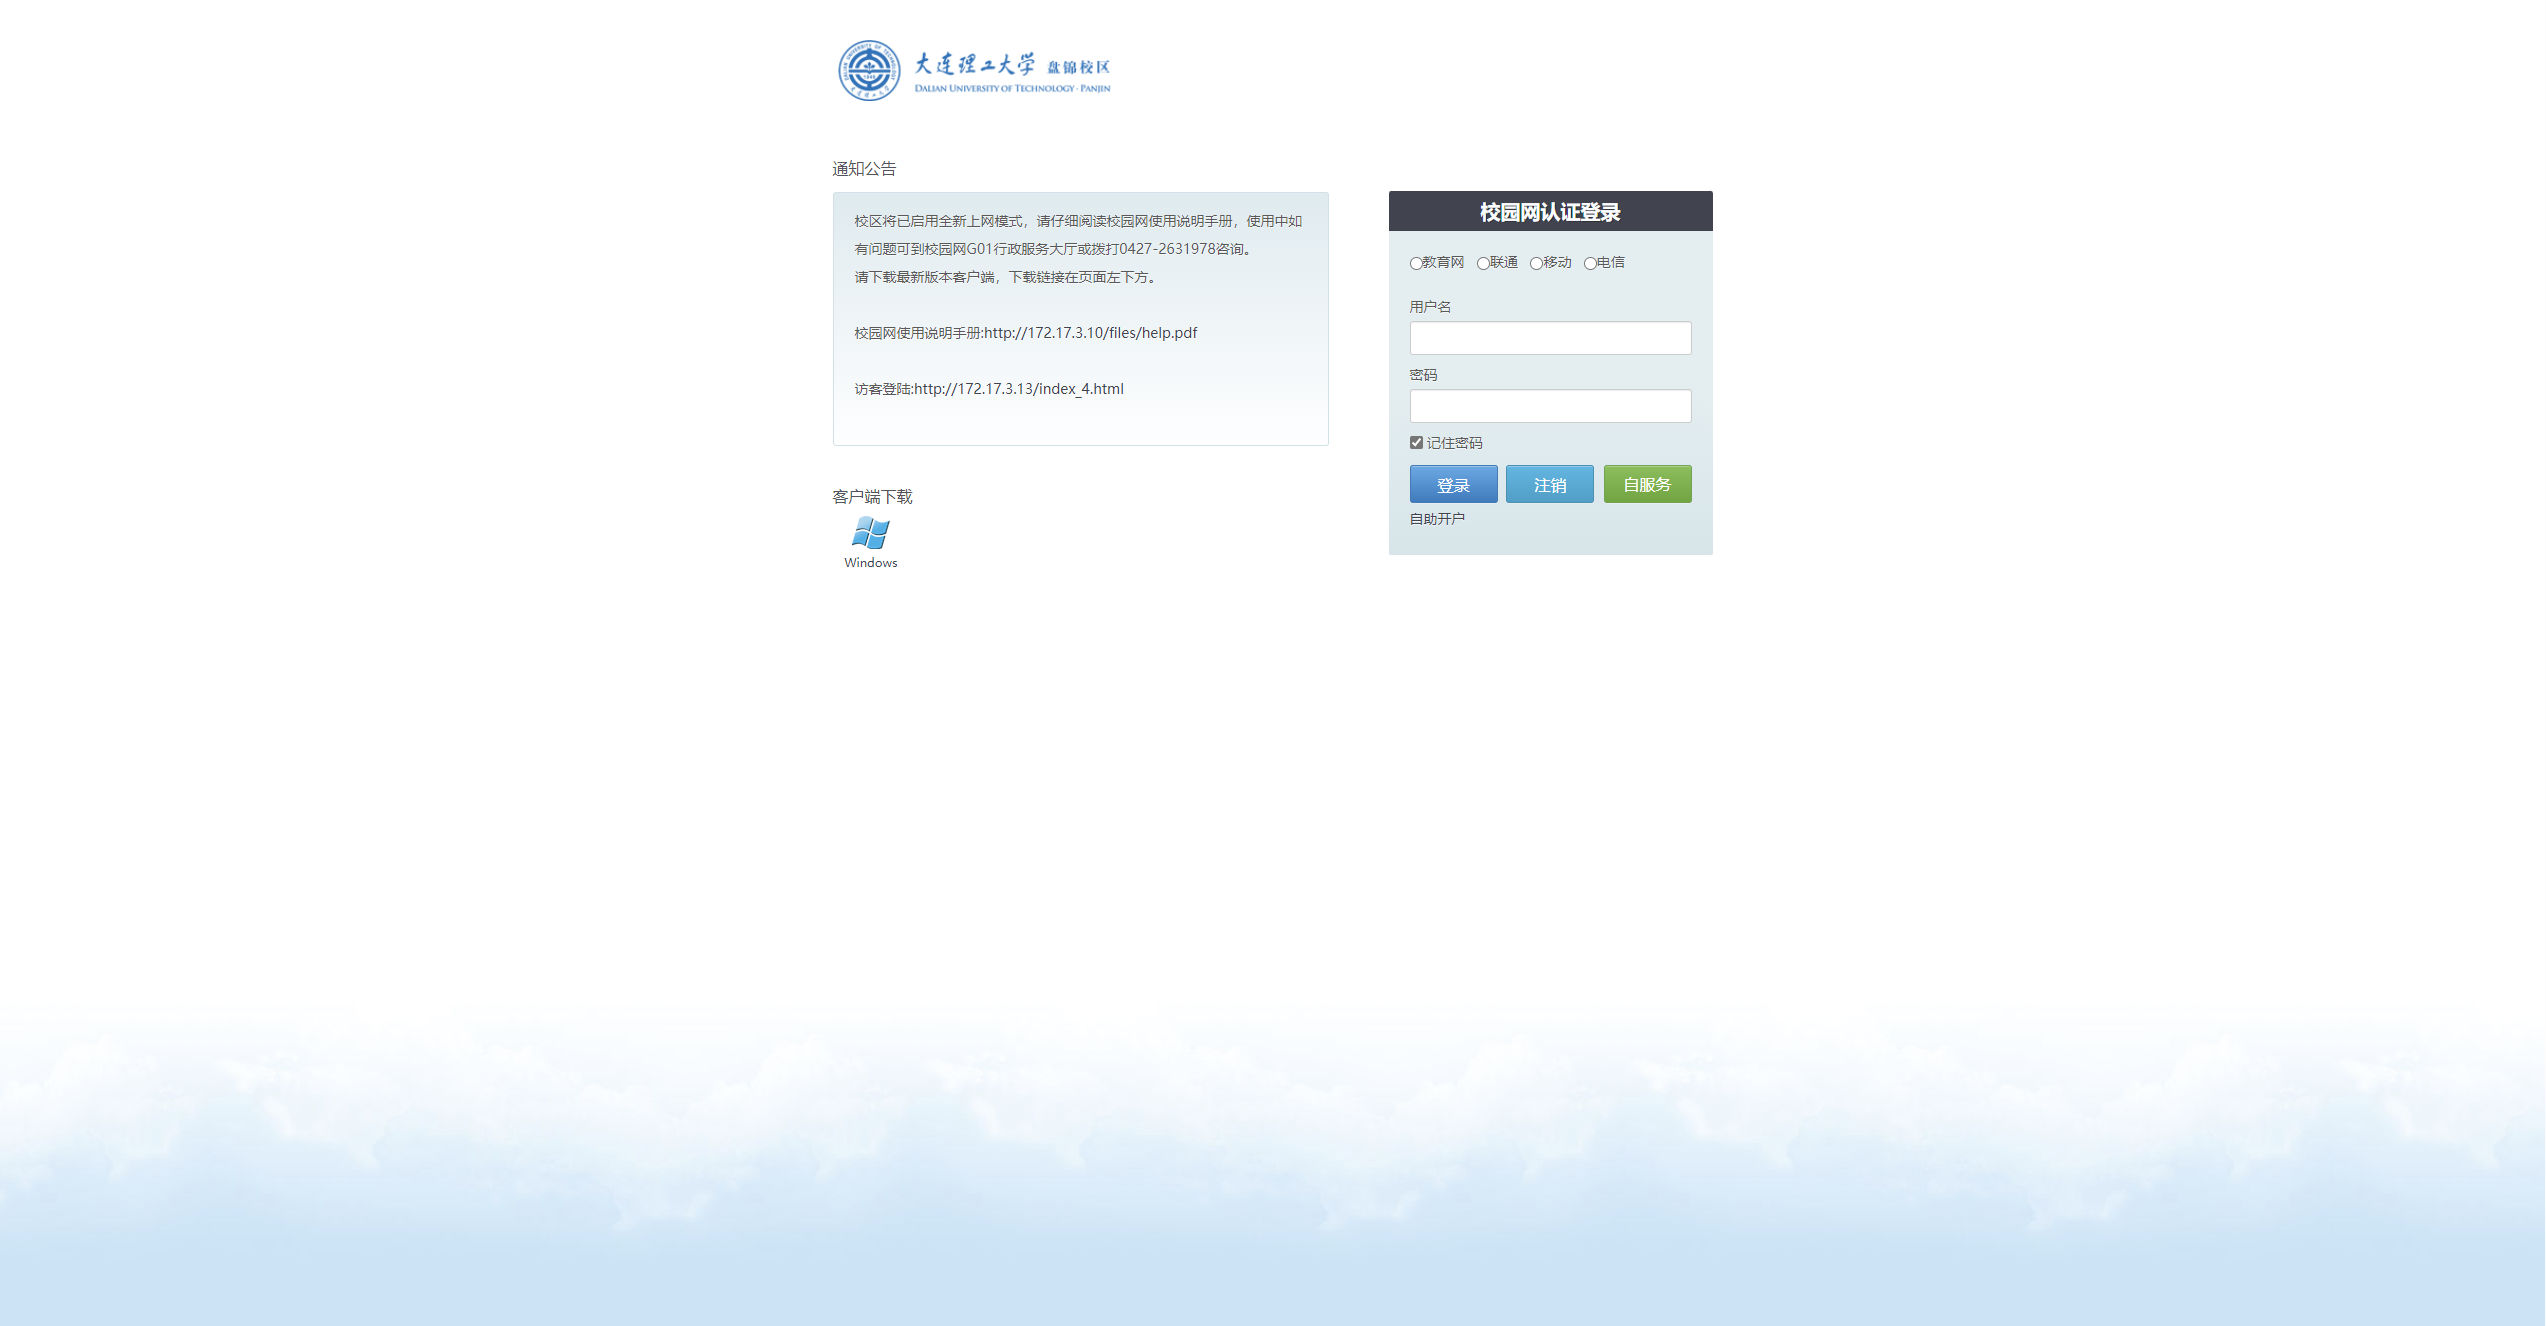 大连理工大学 盘锦校区
DALIAN UNIVERSITY OF TECHNOLOGY · PANJIN
通知公告
校区将已启用全新上网模式，请仔细阅读校园网使用说明手册，使用中如
有问题可到校园网G01行政服务大厅或拨打0427-2631978咨询。
请下载最新版本客户端，下载链接在页面左下方。
校园网使用说明手册:http://172.17.3.10/files/help.pdf
访客登陆:http://172.17.3.13/index_4.html
客户端下载
Windows
校园网认证登录
教育网 联通 移动 电信
用户名
密码
记住密码
登录 注销 自服务
自助开户